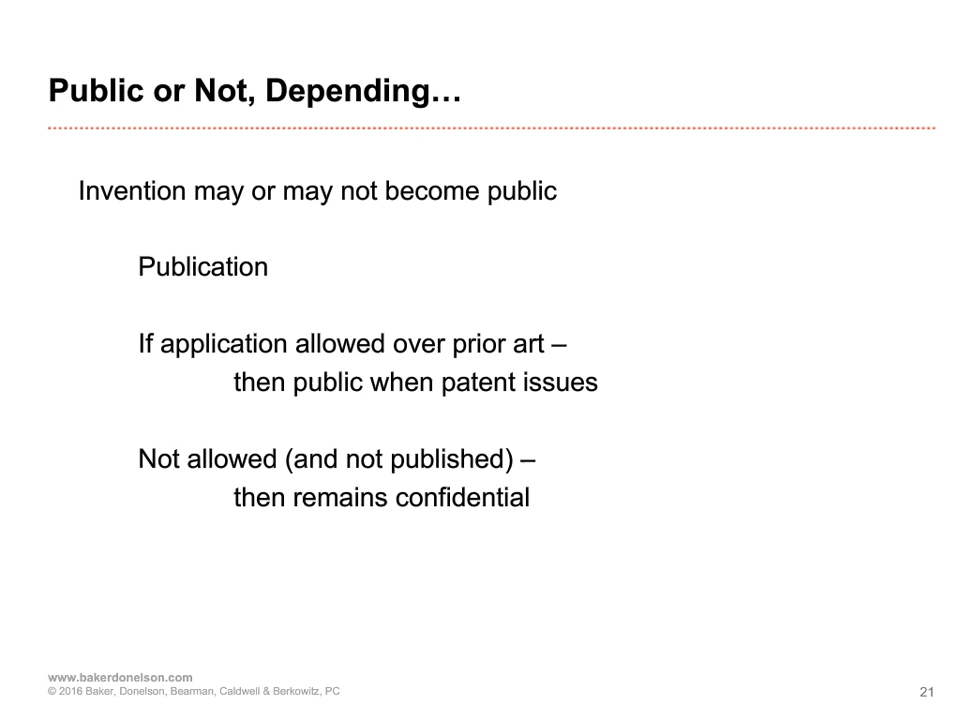 Public or Not, Depending…
Invention may or may not become public
Publication
If application allowed over prior art –
then public when patent issues
Not allowed (and not published) –
then remains confidential
www.bakerdonelson.com
© 2016 Baker, Donelson, Bearman, Caldwell & Berkowitz, PC
21